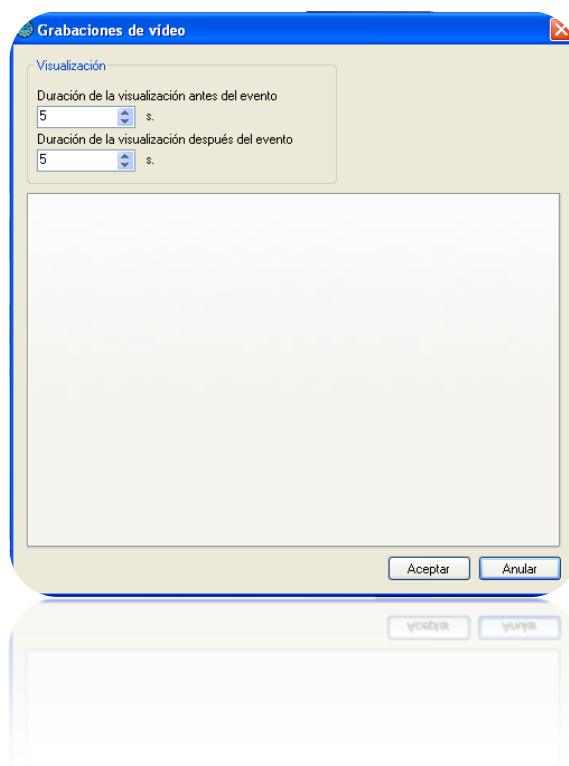 Grabaciones de vídeo
Visualización
Duración de la visualización antes del evento
5 s.
Duración de la visualización después del evento
5 s.
Aceptar Anular